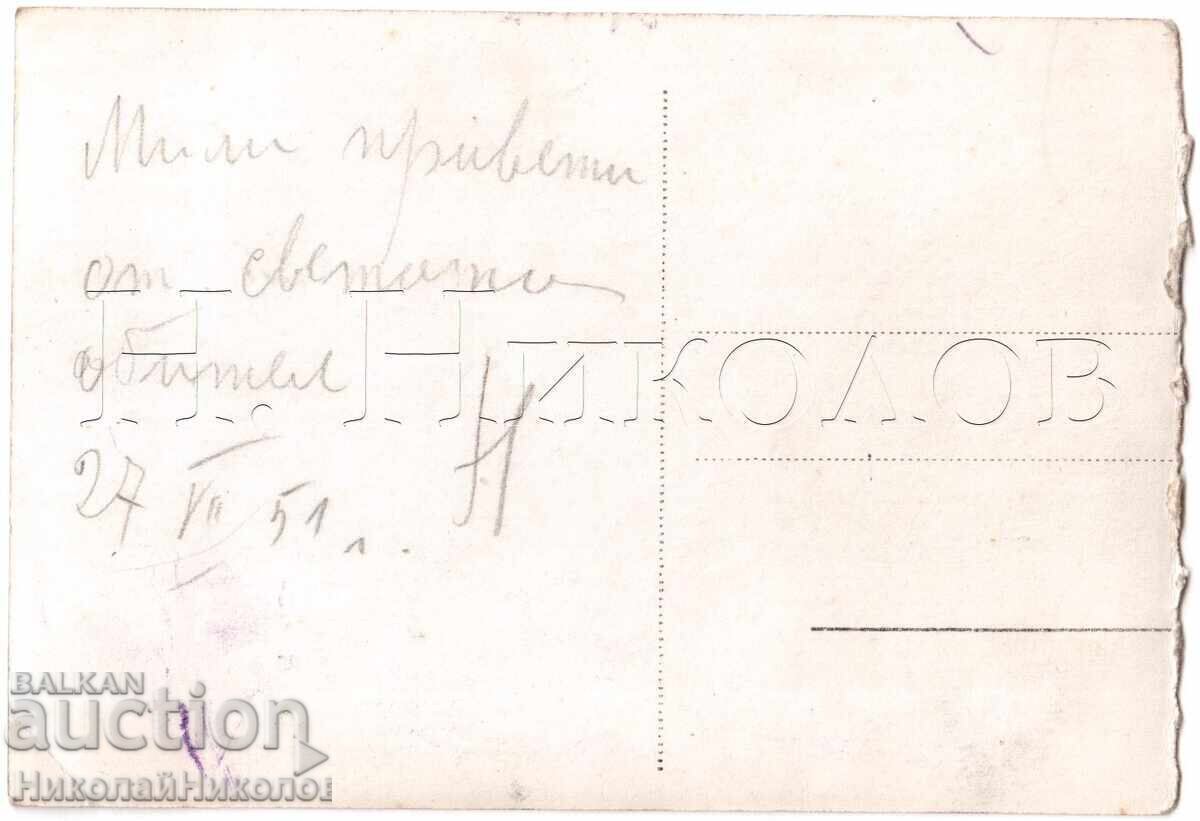 Мили привети
от светата
обител Н
27 VII 51 г.
Н. Николов
BALKAN
auction
НиколайНиколов